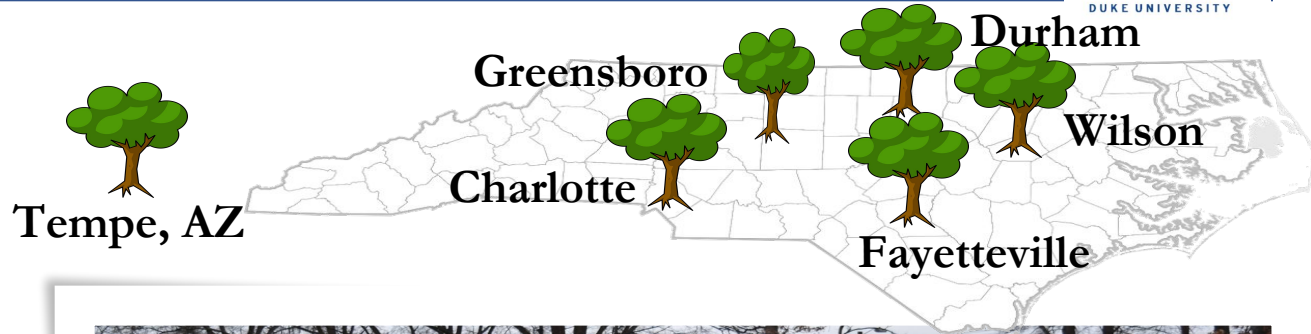 DUKE UNIVERSITY
Durham
Greensboro
Wilson
Charlotte
Tempe, AZ
Fayetteville